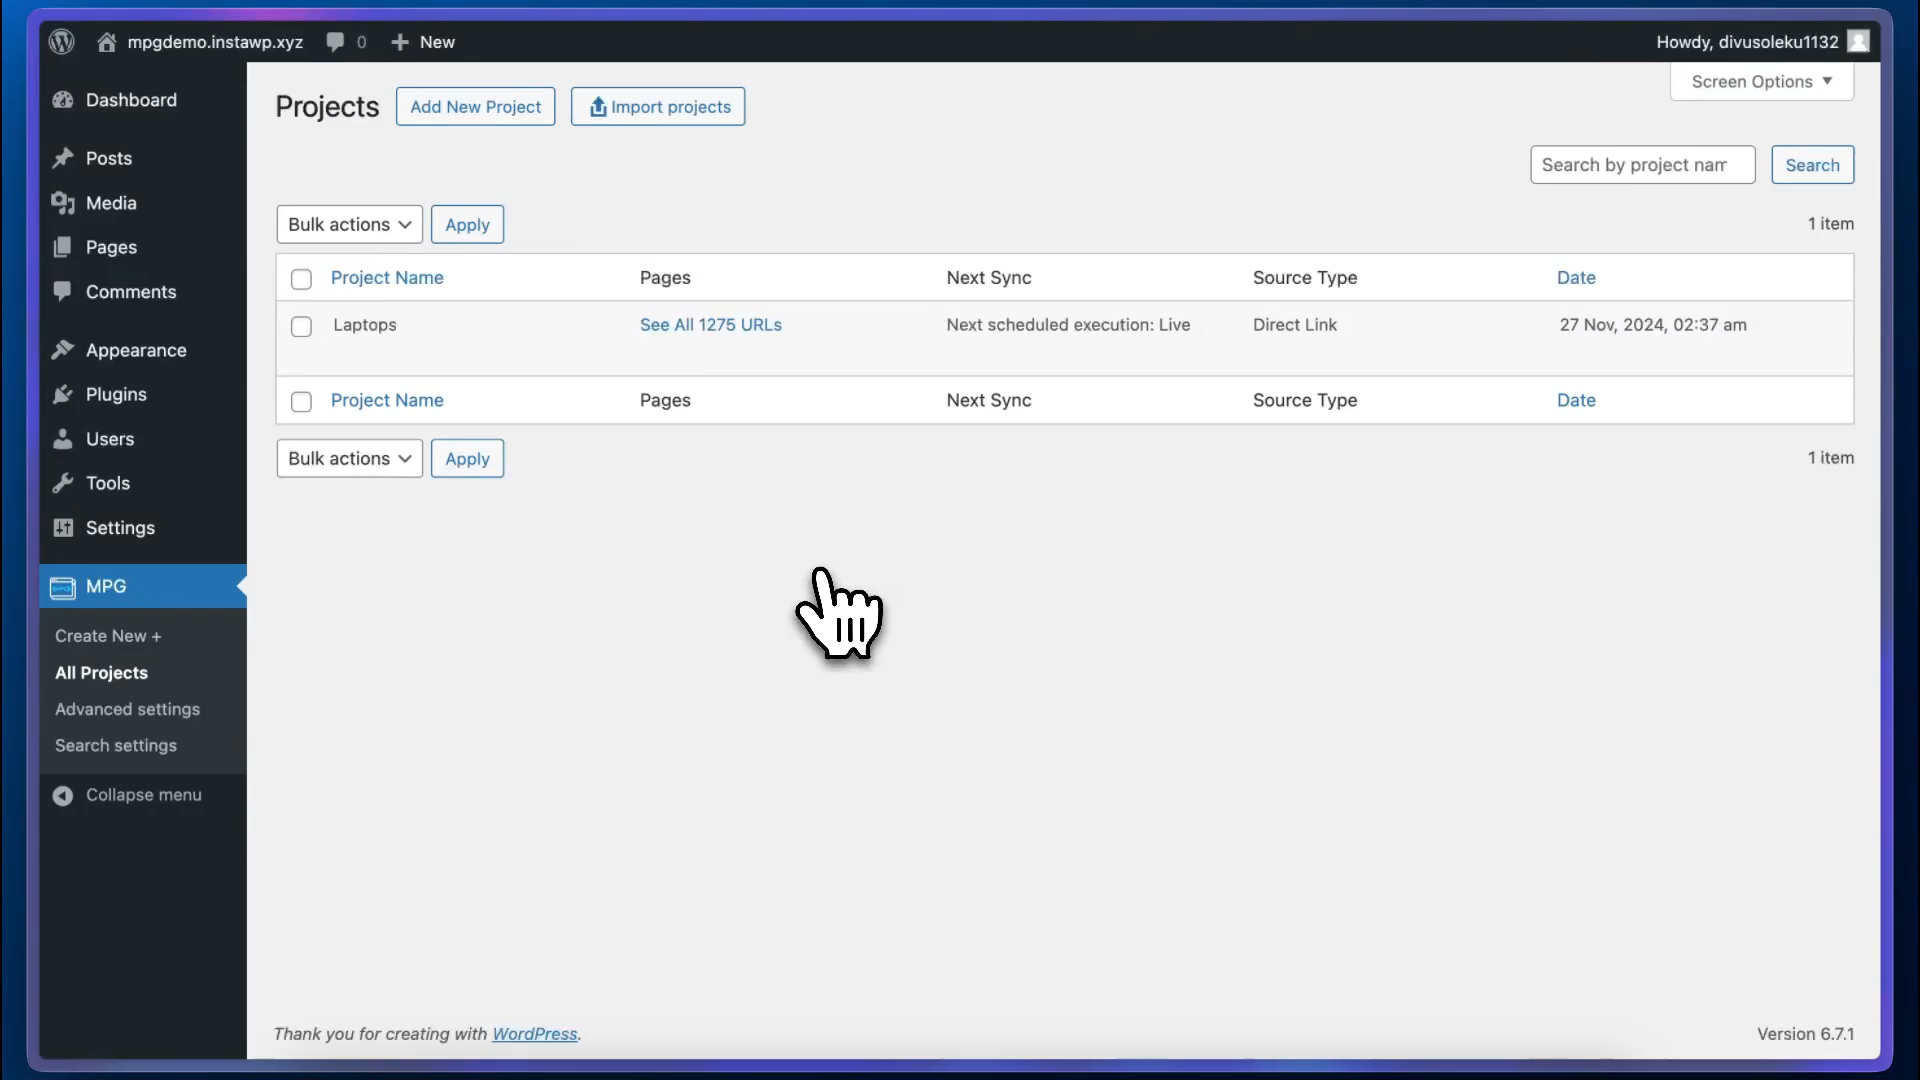 mpgdemo.instawp.xyz 0 New Howdy, divusoleku1132
Dashboard
Posts
Media
Pages
Comments
Appearance
Plugins
Users
Tools
Settings
MPG
Create New +
All Projects
Advanced settings
Search settings
Collapse menu
Screen Options
Projects Add New Project Import projects
Search by project nam Search
Bulk actions Apply 1 item
Project Name Pages Next Sync Source Type Date
Laptops See All 1275 URLs Next scheduled execution: Live Direct Link 27 Nov, 2024, 02:37 am
Project Name Pages Next Sync Source Type Date
Bulk actions Apply 1 item
Thank you for creating with WordPress. Version 6.7.1